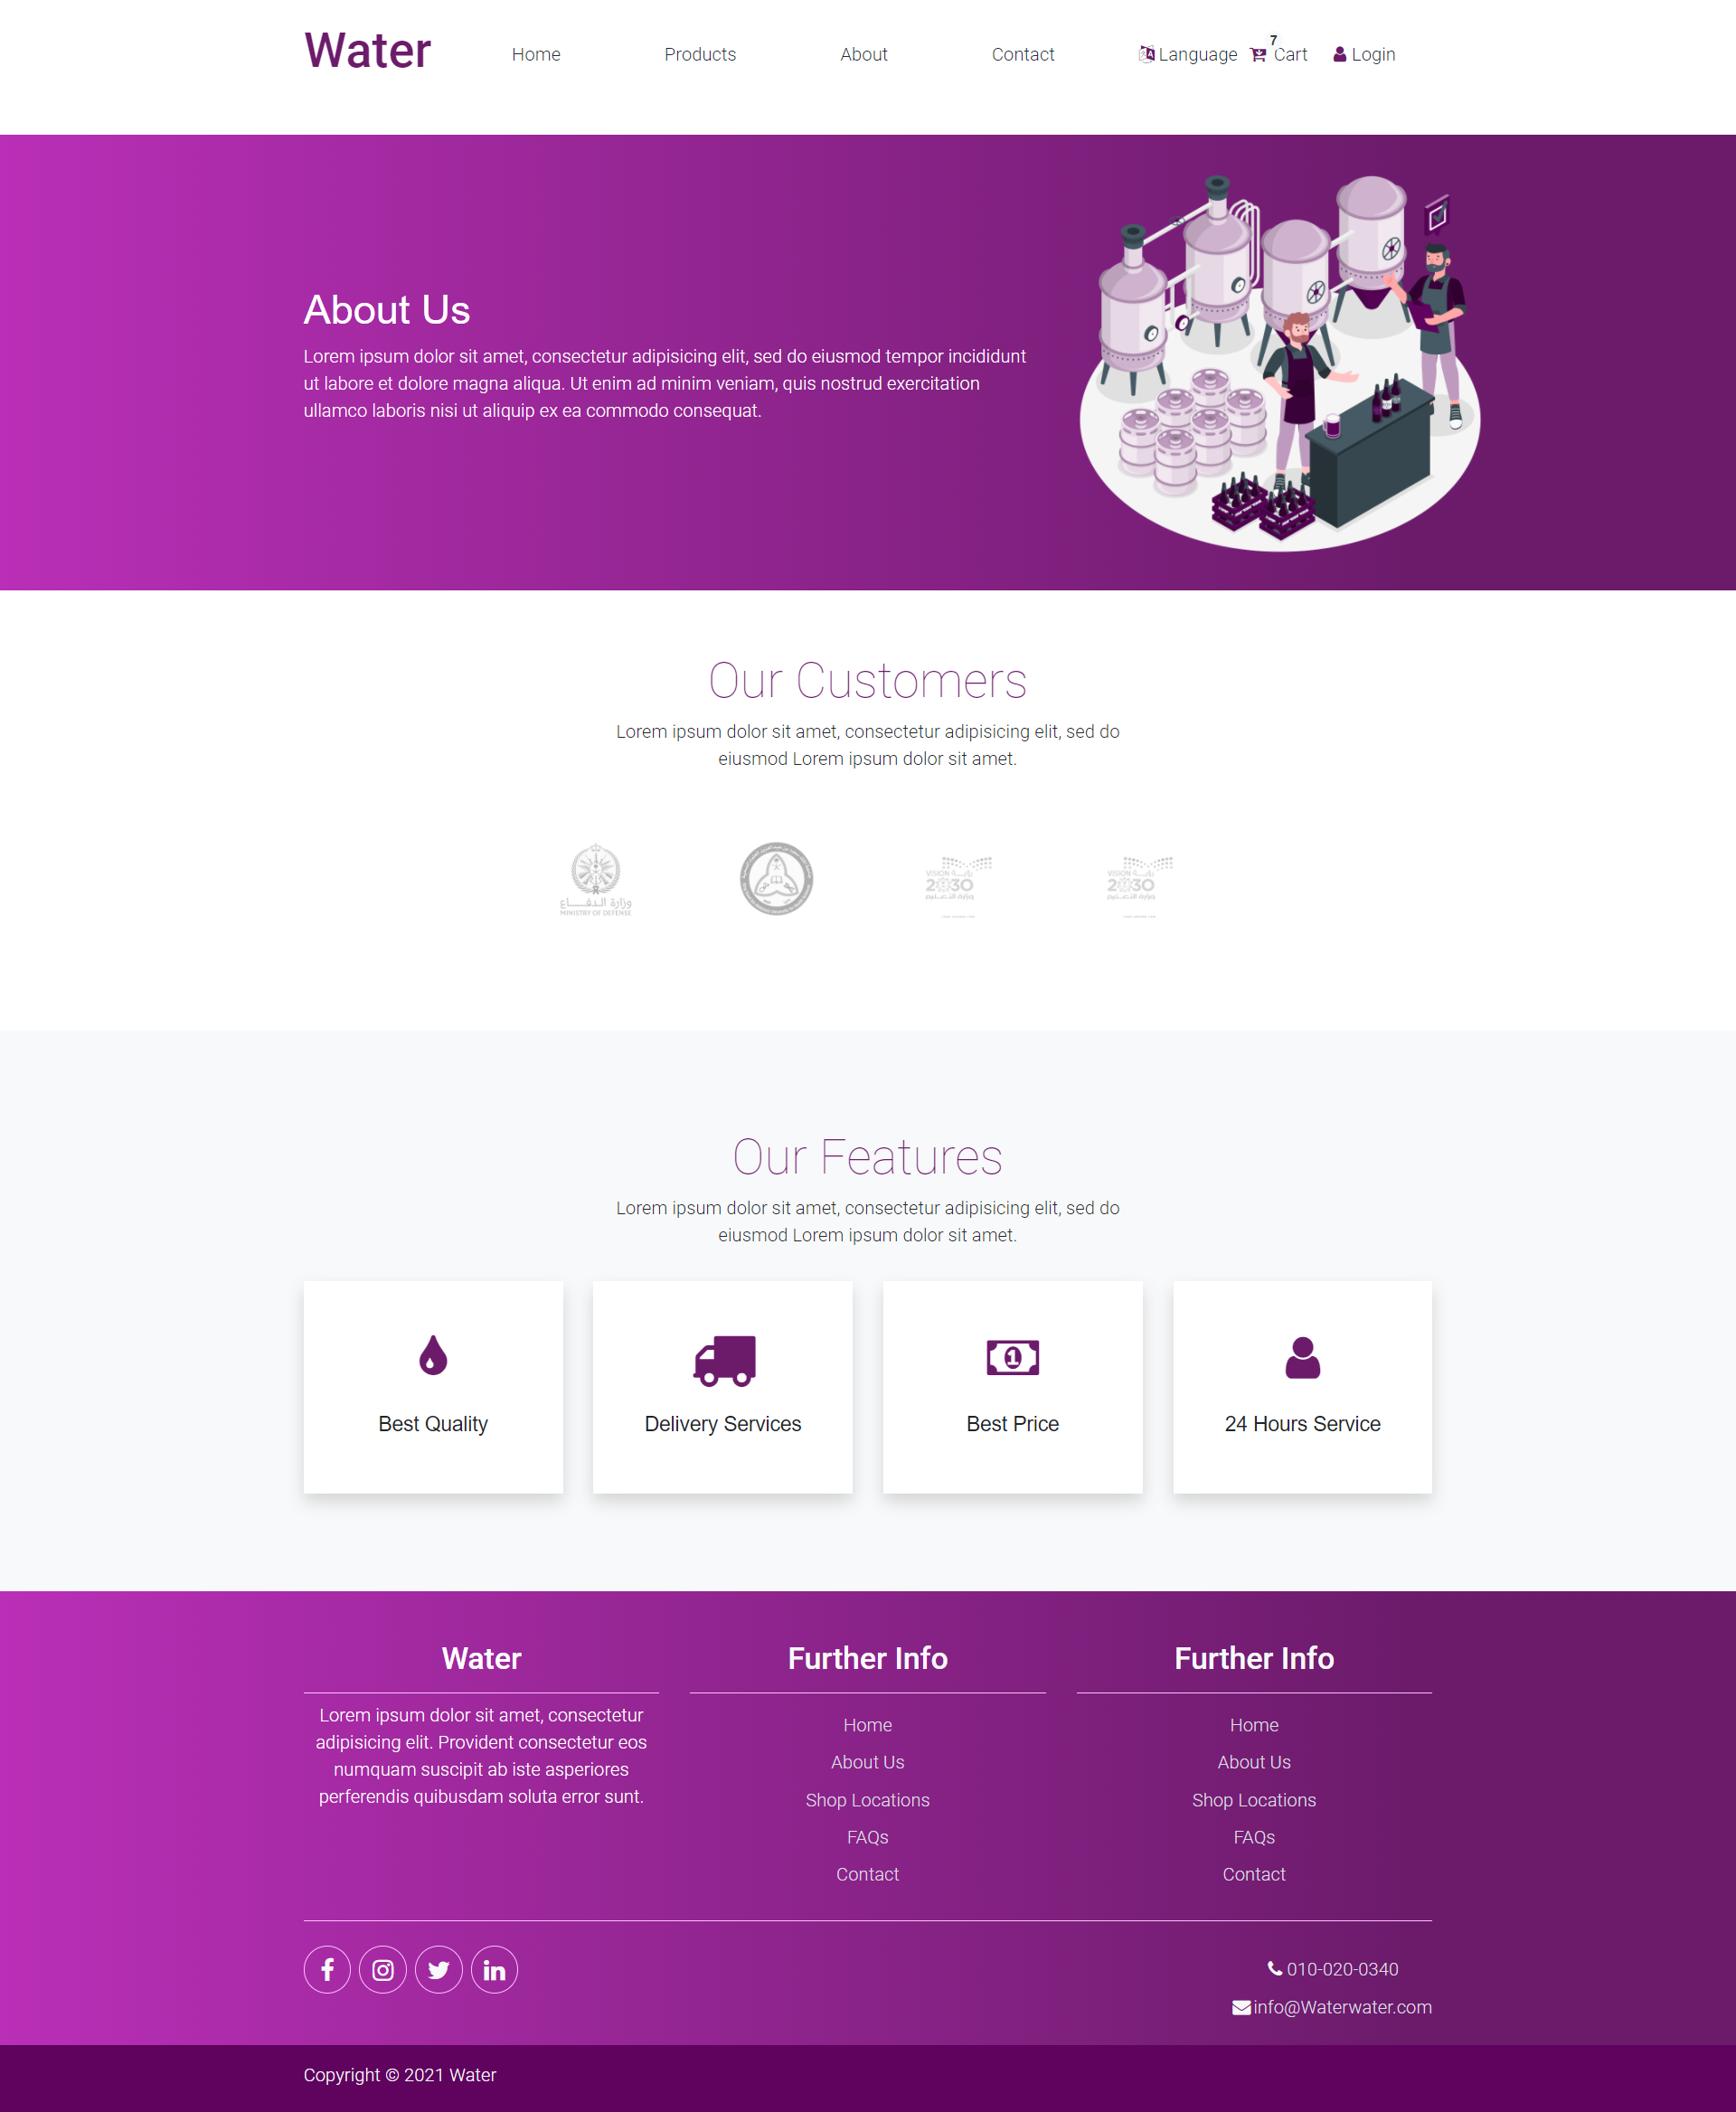 Water
Home
Products
About
Contact
Language
7
Cart
Login
About Us
Lorem ipsum dolor sit amet, consectetur adipisicing elit, sed do eiusmod tempor incididunt
ut labore et dolore magna aliqua. Ut enim ad minim veniam, quis nostrud exercitation
ullamco laboris nisi ut aliquip ex ea commodo consequat.
Our Customers
Lorem ipsum dolor sit amet, consectetur adipisicing elit, sed do
eiusmod Lorem ipsum dolor sit amet.
وزارة الدفاع
MINISTRY OF DEFENSE
VISION رؤية
2030
وزارة التعليم
VISION رؤية
2030
وزارة التعليم
Our Features
Lorem ipsum dolor sit amet, consectetur adipisicing elit, sed do
eiusmod Lorem ipsum dolor sit amet.
1
Best Quality
Delivery Services
Best Price
24 Hours Service
Water
Lorem ipsum dolor sit amet, consectetur
adipisicing elit. Provident consectetur eos
numquam suscipit ab iste asperiores
perferendis quibusdam soluta error sunt.
Further Info
Home
About Us
Shop Locations
FAQs
Contact
Further Info
Home
About Us
Shop Locations
FAQs
Contact
010-020-0340
info@Waterwater.com
Copyright © 2021 Water